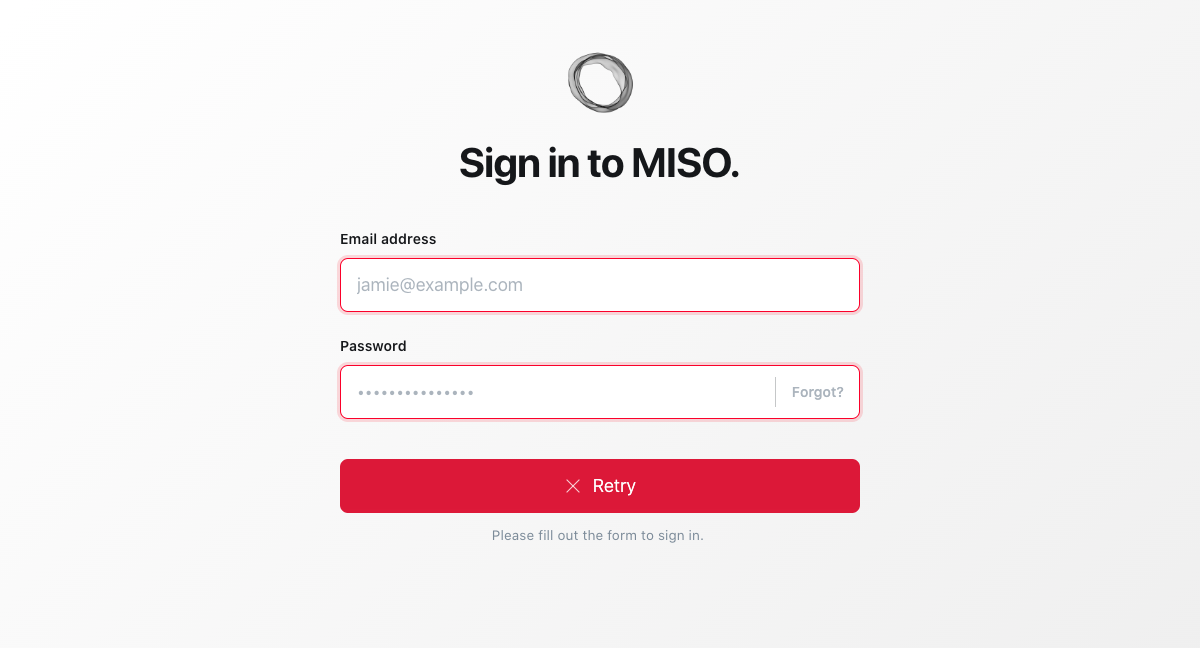 Sign in to MISO.
Email address
jamie@example.com
Password
•••••••••••••••
Forgot?
Retry
Please fill out the form to sign in.